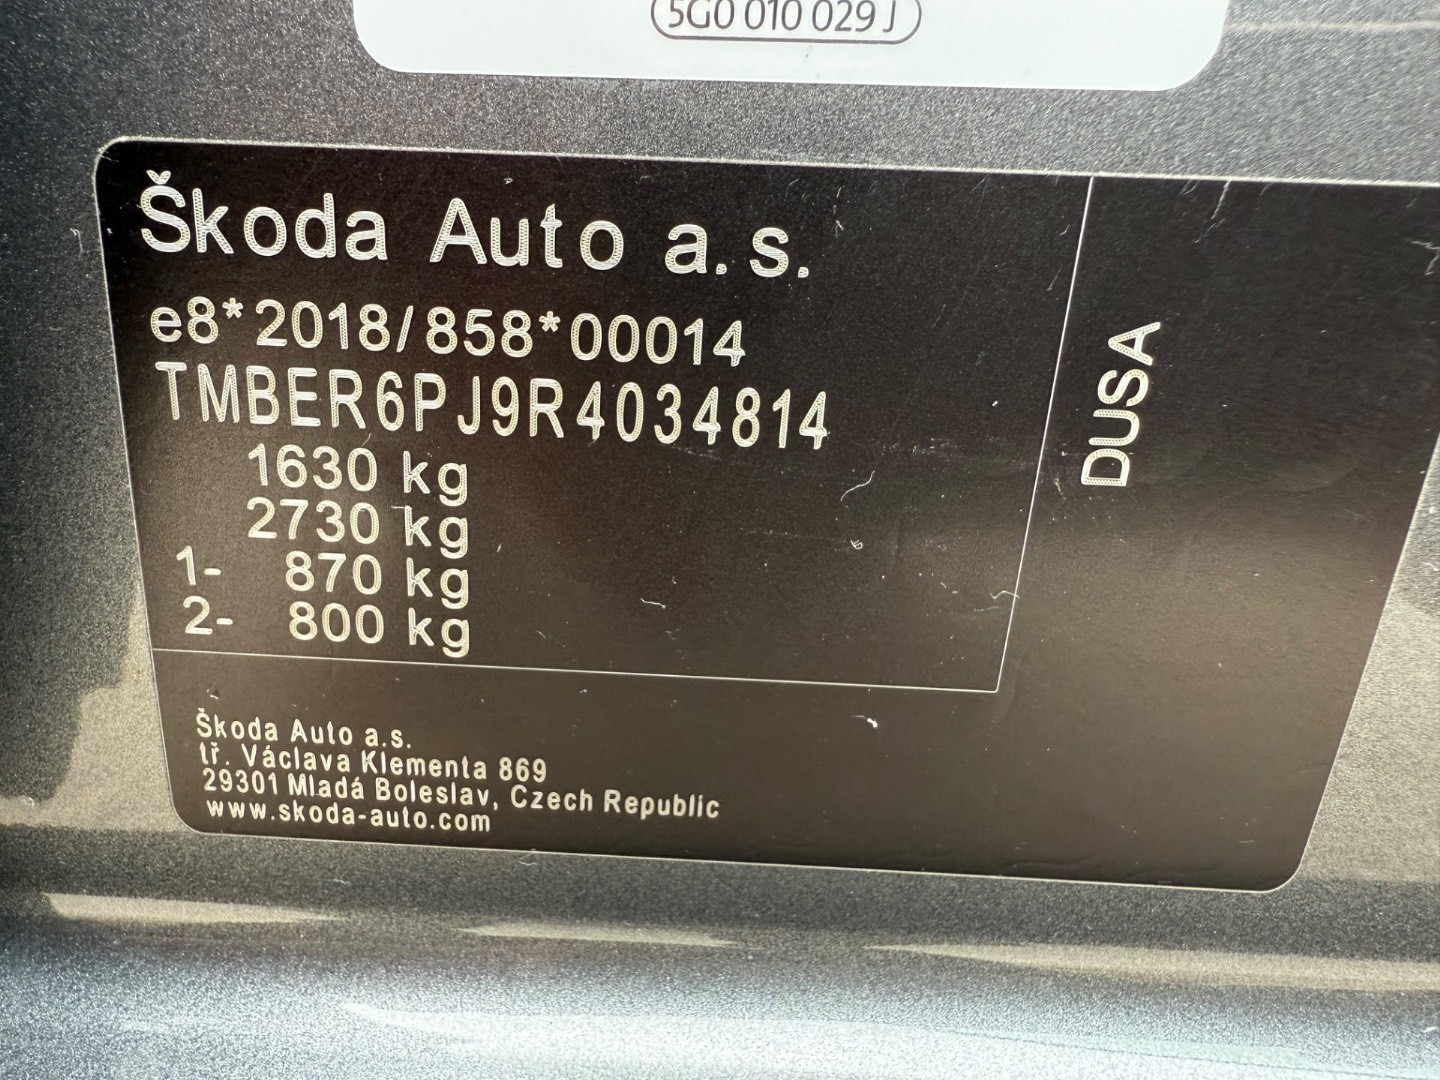 5G0 010 029 J
Škoda Auto a.s.
e8*2018/858*00014
TMBER6PJ9R4034814
1630 kg
2730 kg
1- 870 kg
2- 800 kg
DUSA
Škoda Auto a.s.
tř. Václava Klementa 869
29301 Mladá Boleslav, Czech Republic
www.skoda-auto.com